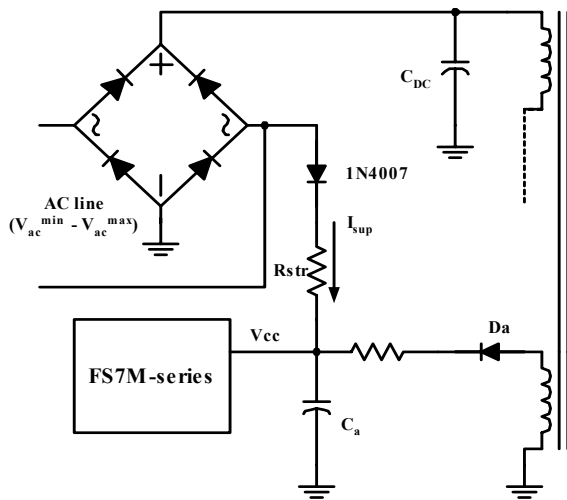 C_DC
1N4007
AC line
(V_ac^min - V_ac^max)
I_sup
Rstr
Vcc
Da
FS7M-series
C_a